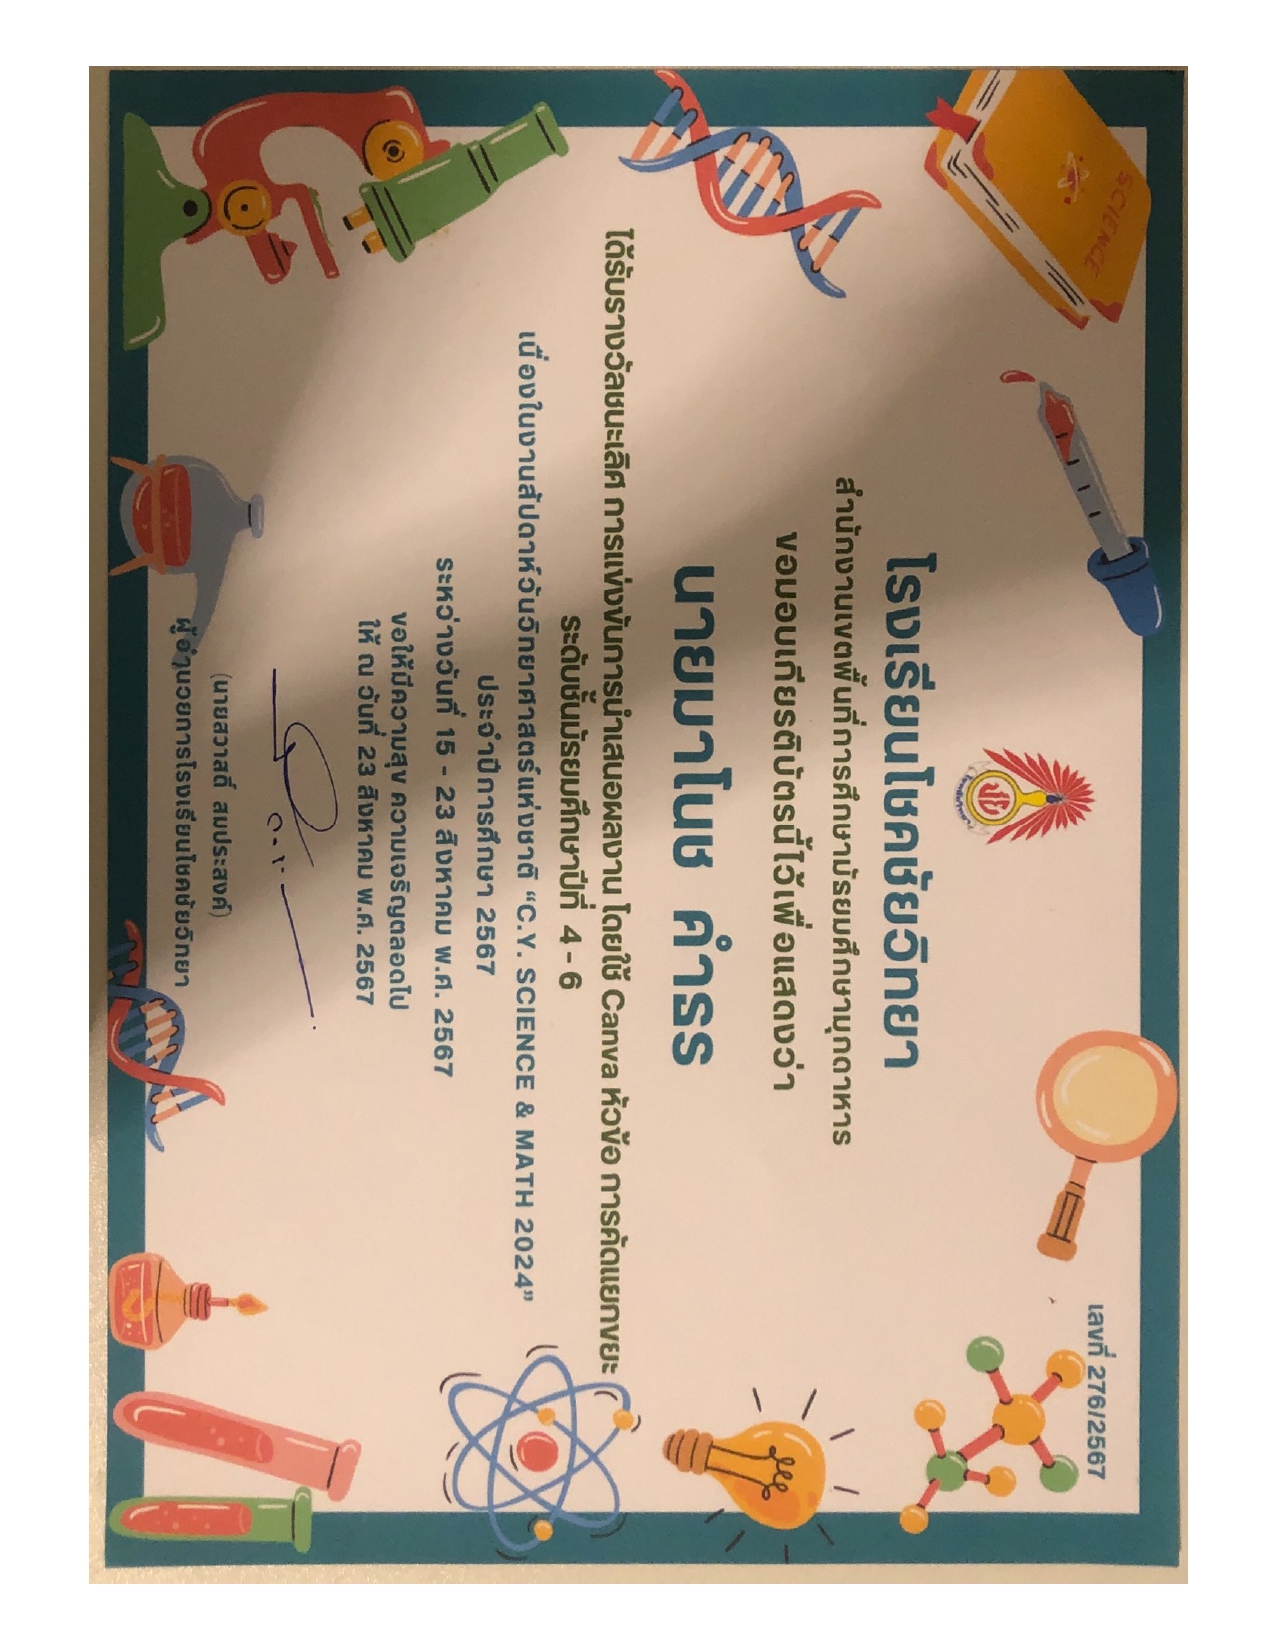 เลขที่ 276/2567
SCIENCE
โรงเรียนโชคชัยวิทยา
สำนักงานเขตพื้นที่การศึกษามัธยมศึกษามุกดาหาร
ขอมอบเกียรติบัตรนี้ไว้เพื่อแสดงว่า
นายมาโนช คำธร
ได้รับรางวัลชนะเลิศ การแข่งขันการนำเสนอผลงาน โดยใช้ Canva หัวข้อ การคัดแยกขยะ
ระดับชั้นมัธยมศึกษาปีที่ 4 - 6
เนื่องในงานสัปดาห์วันวิทยาศาสตร์แห่งชาติ “C.Y. SCIENCE & MATH 2024”
ประจำปีการศึกษา 2567
ระหว่างวันที่ 15 - 23 สิงหาคม พ.ศ. 2567
ขอให้มีความสุข ความเจริญตลอดไป
ให้ ณ วันที่ 23 สิงหาคม พ.ศ. 2567
(นายสวาสดิ์ สมประสงค์)
ผู้อำนวยการโรงเรียนโชคชัยวิทยา